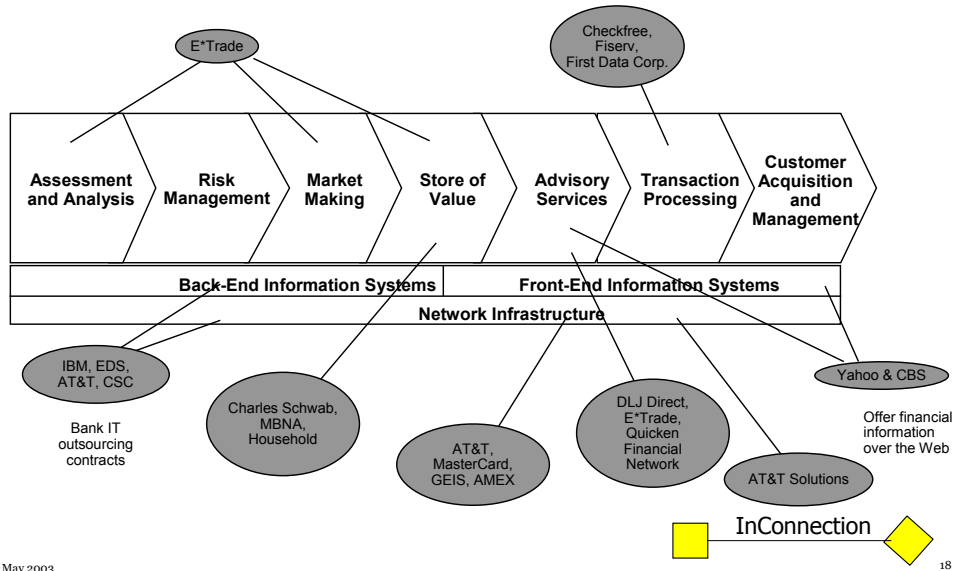 E*Trade
Checkfree,
Fiserv,
First Data Corp.
Assessment
and Analysis
Risk
Management
Market
Making
Store of
Value
Advisory
Services
Transaction
Processing
Customer
Acquisition
and
Management
Back-End Information Systems
Front-End Information Systems
Network Infrastructure
IBM, EDS,
AT&T, CSC
Bank IT
outsourcing
contracts
Charles Schwab,
MBNA,
Household
AT&T,
MasterCard,
GEIS, AMEX
DLJ Direct,
E*Trade,
Quicken
Financial
Network
AT&T Solutions
Yahoo & CBS
Offer financial
information
over the Web
InConnection
May 2003
18